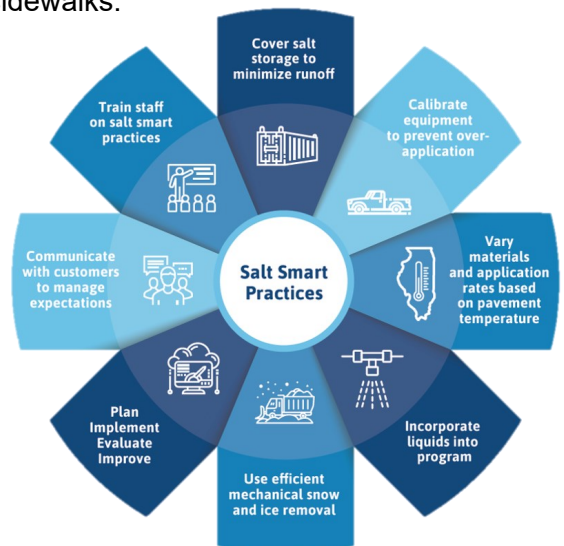 idewalks.
Cover salt
storage to
minimize runoff
Calibrate
equipment
to prevent over-
application
Vary
materials
and application
rates based
on pavement
temperature
Incorporate
liquids into
program
Use efficient
mechanical snow
and ice removal
Plan
Implement
Evaluate
Improve
Communicate
with customers
to manage
expectations
Train staff
on salt smart
practices
Salt Smart
Practices